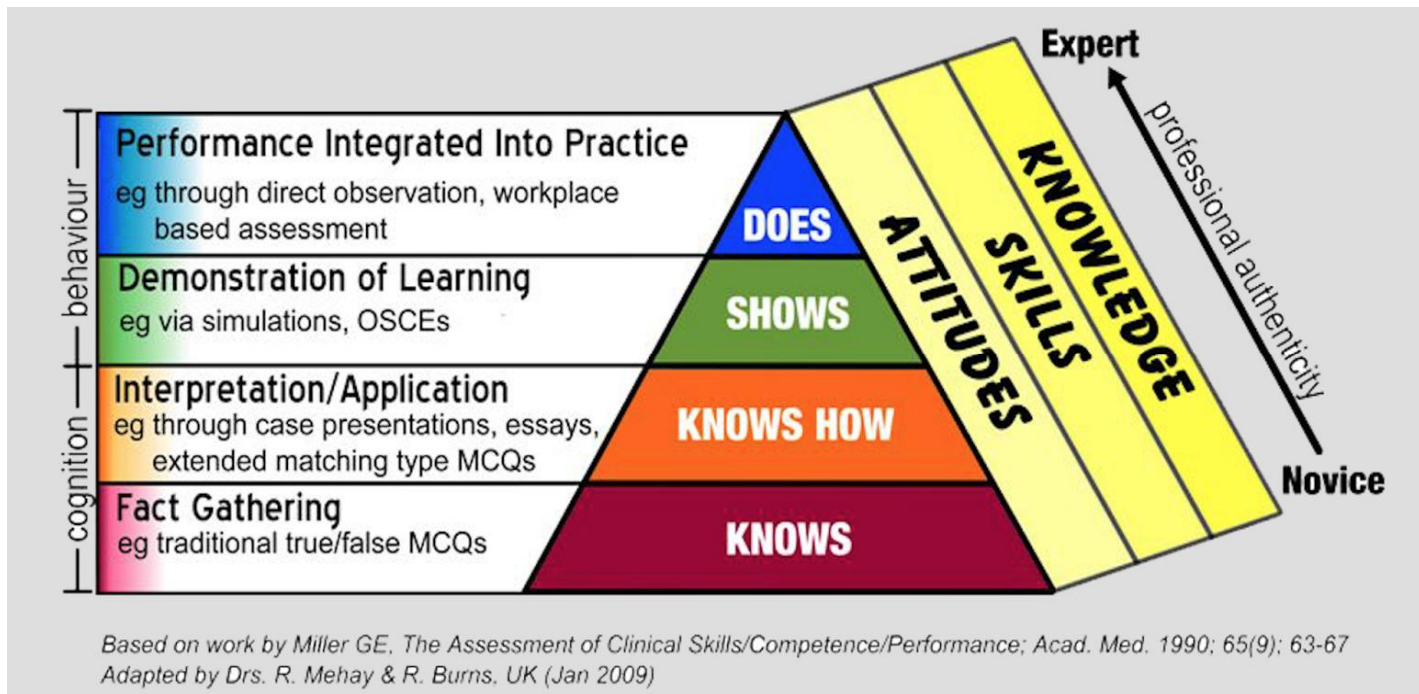 Expert
professional authenticity
Novice
behaviour
cognition
Performance Integrated Into Practice
eg through direct observation, workplace
based assessment
DOES
Demonstration of Learning
eg via simulations, OSCEs
SHOWS
Interpretation/Application
eg through case presentations, essays,
extended matching type MCQs
KNOWS HOW
Fact Gathering
eg traditional true/false MCQs
KNOWS
ATTITUDES
SKILLS
KNOWLEDGE
Based on work by Miller GE, The Assessment of Clinical Skills/Competence/Performance; Acad. Med. 1990; 65(9); 63-67
Adapted by Drs. R. Mehay & R. Burns, UK (Jan 2009)